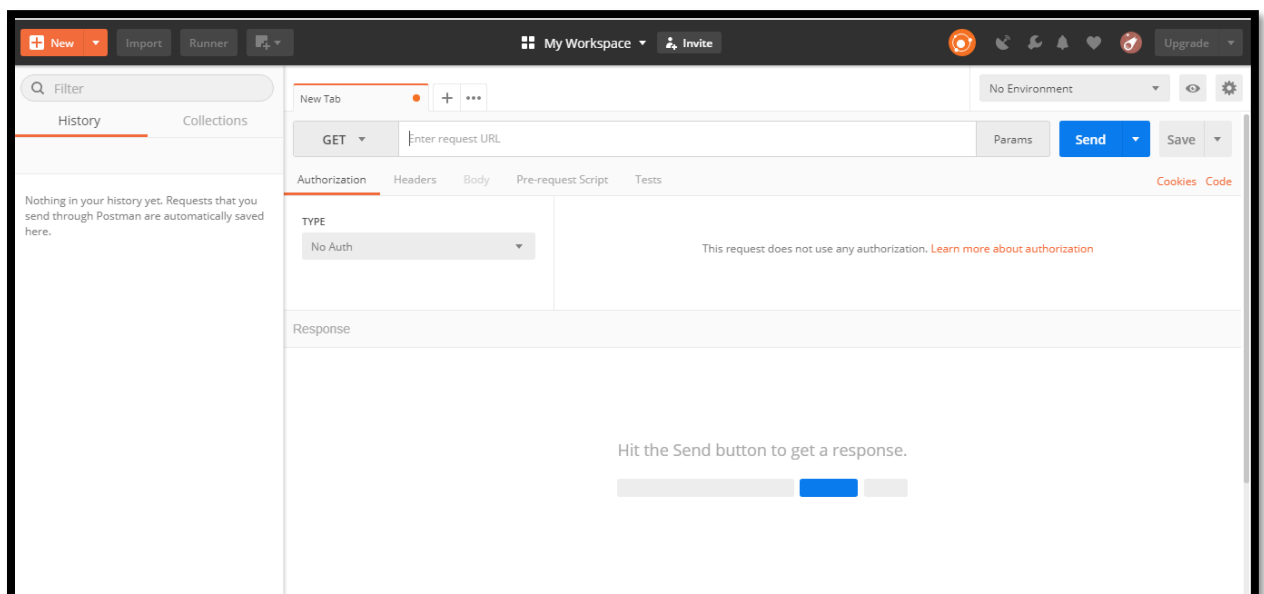 New Import Runner My Workspace Invite Upgrade
Filter
History Collections
Nothing in your history yet. Requests that you
send through Postman are automatically saved
here.
New Tab
No Environment
GET Enter request URL Params Send Save
Authorization Headers Body Pre-request Script Tests Cookies Code
TYPE
No Auth
This request does not use any authorization. Learn more about authorization
Response
Hit the Send button to get a response.